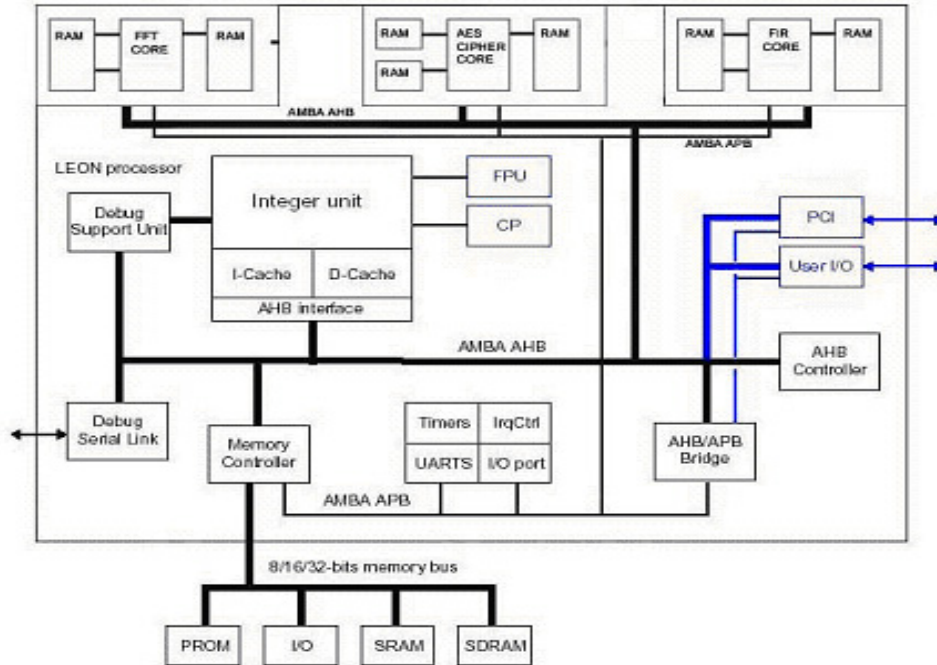 RAM
FFT
CORE
RAM
RAM
RAM
AES
CIPHER
CORE
RAM
RAM
FIR
CORE
RAM
AMBA AHB
AMBA APB
LEON processor
Debug
Support Unit
Integer unit
I-Cache
D-Cache
AHB interface
FPU
CP
PCI
User I/O
AMBA AHB
AHB
Controller
Debug
Serial Link
Memory
Controller
Timers
IrqCtrl
UARTS
I/O port
AHB/APB
Bridge
AMBA APB
8/16/32-bits memory bus
PROM
I/O
SRAM
SDRAM